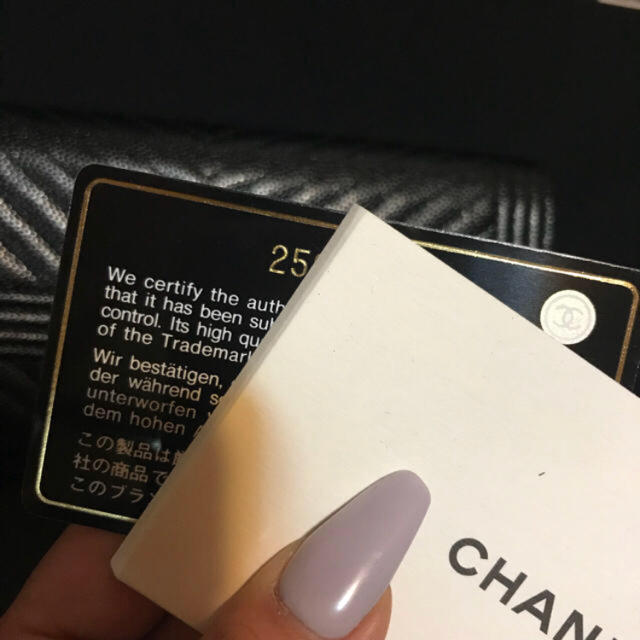 25
We certify the auth
that it has been su
control. Its high qu
of the Trademark
Wir bestätigen,
der während s
unterworfen
dem hohen
この製品は
社の商品で
このブラ
CHAN